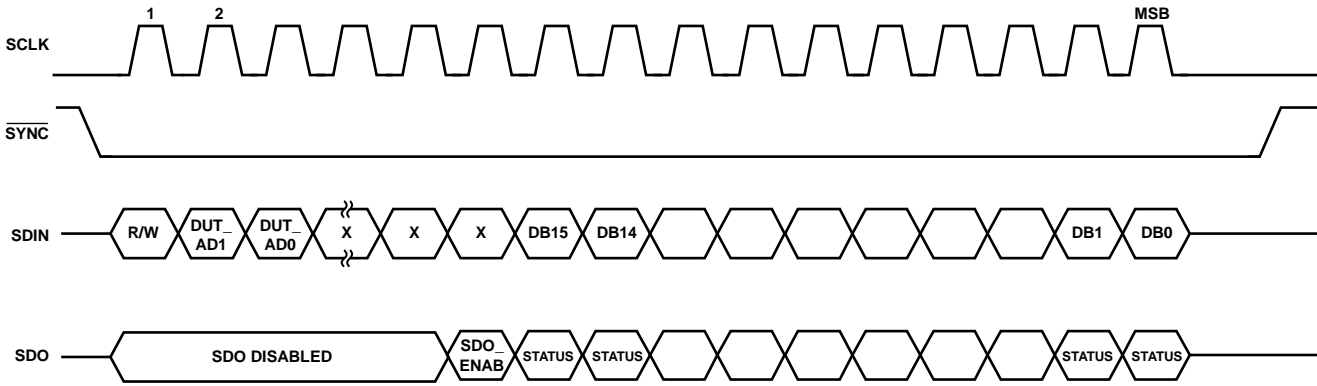 1 2 MSB
SCLK
SYNC
SDIN R/W DUT_ DUT_ X X X DB15 DB14 DB1 DB0
AD1 AD0
SDO SDO DISABLED SDO_ STATUS STATUS STATUS STATUS
ENAB